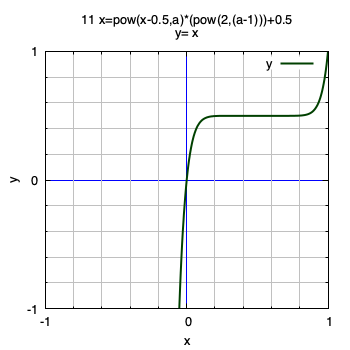 11 x=pow(x-0.5,a)*(pow(2,(a-1)))+0.5
y= x
y
1
0
-1
y
-1
0
1
x